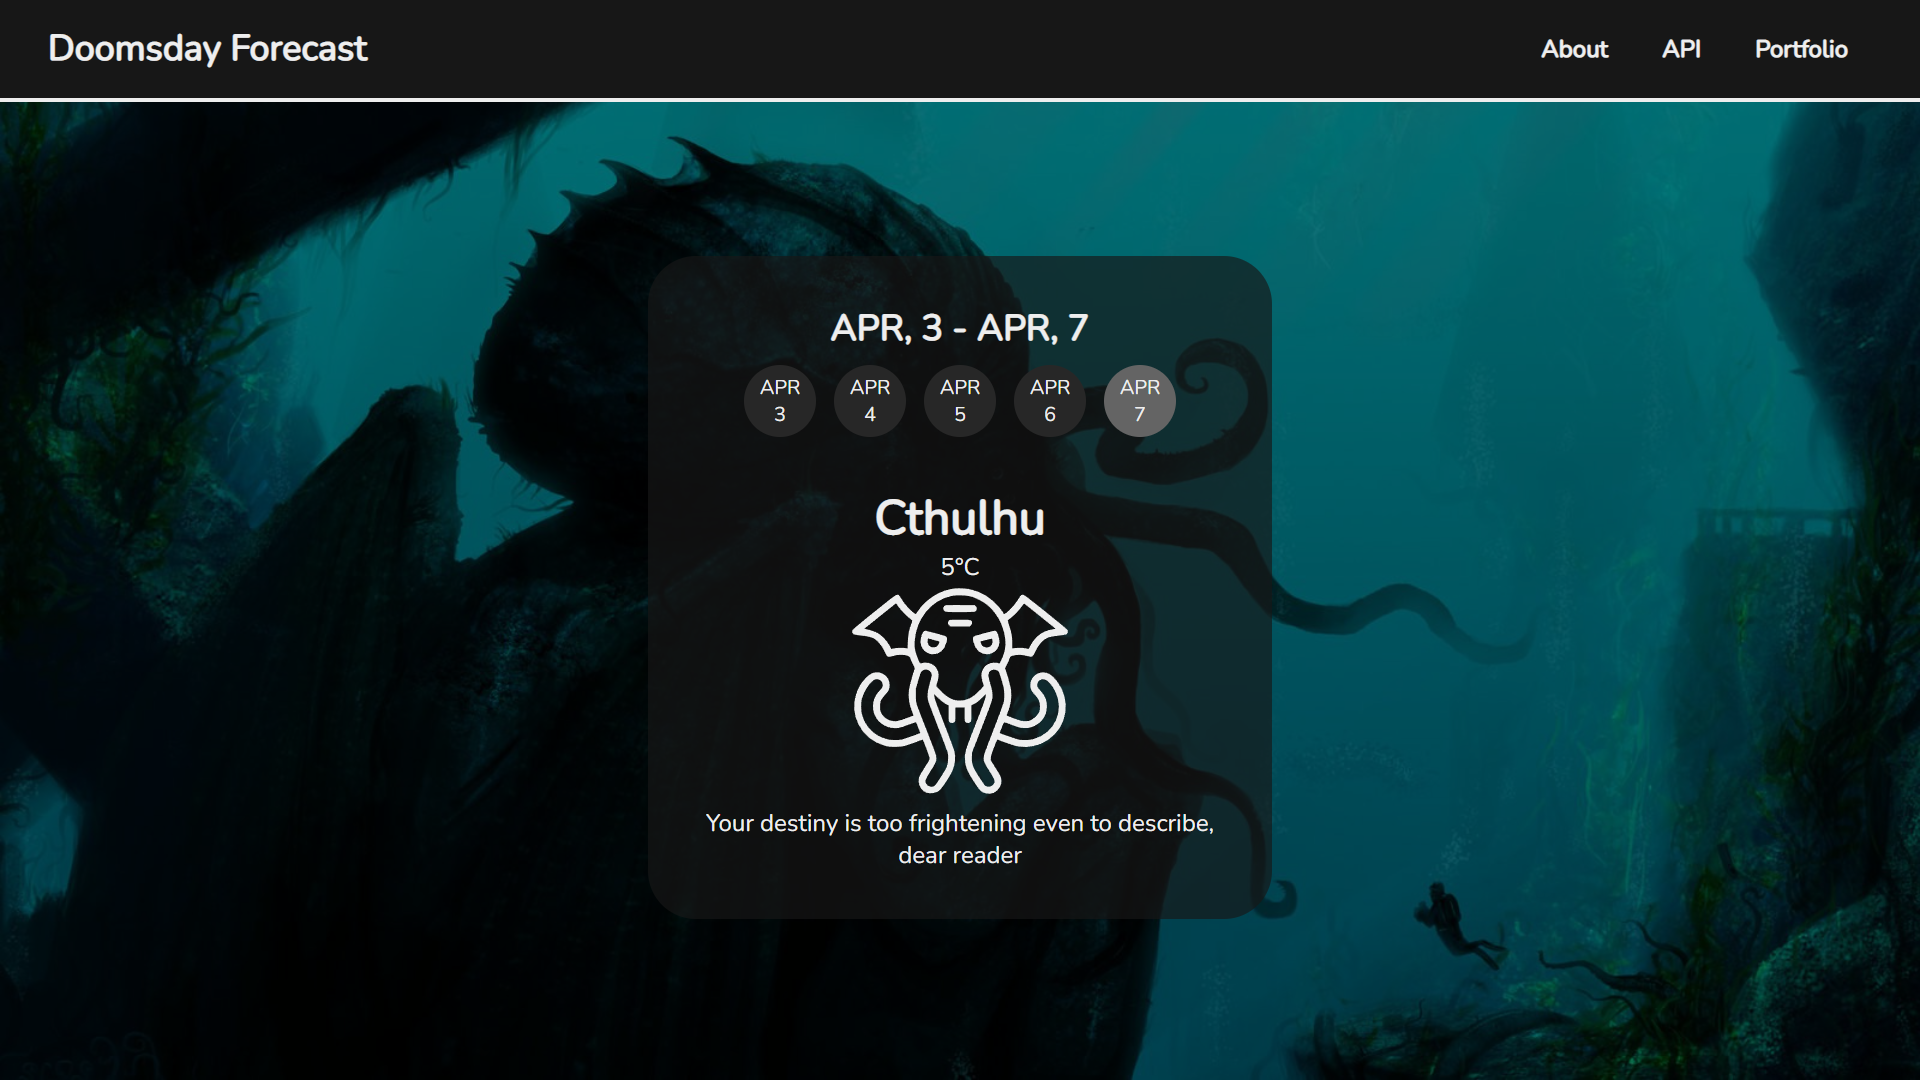 Doomsday Forecast
About
API
Portfolio
APR, 3 - APR, 7
APR
3
APR
4
APR
5
APR
6
APR
7
Cthulhu
5°C
Your destiny is too frightening even to describe,
dear reader